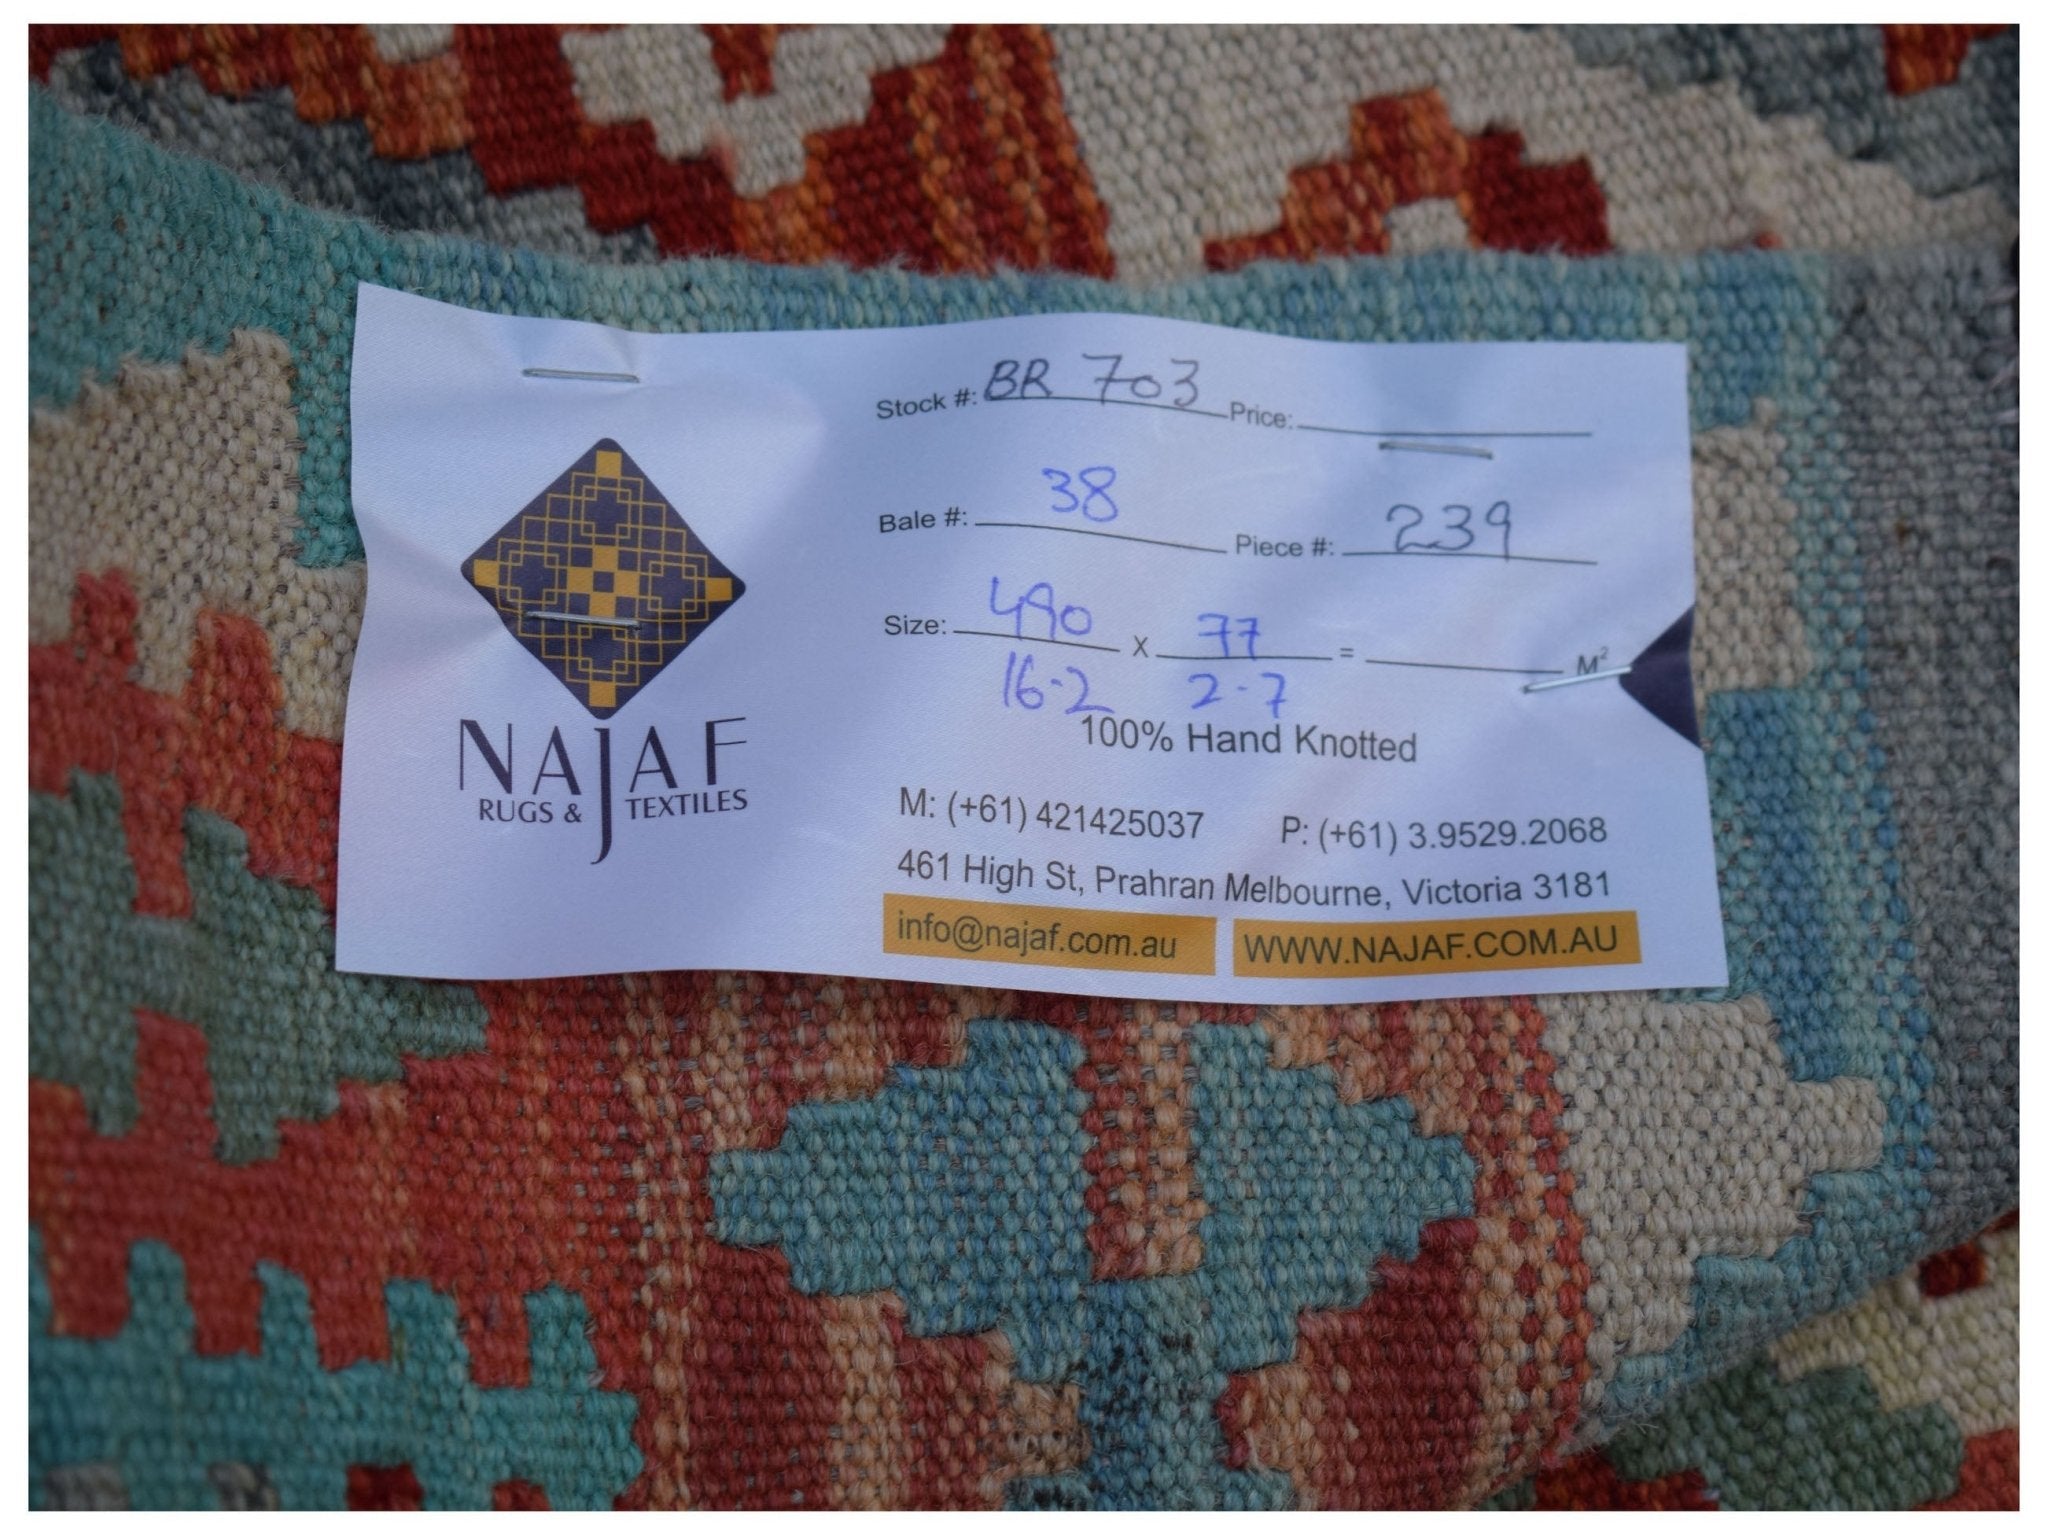 NAJAF
RUGS & TEXTILES
Stock #: BR 703 Price:
Bale #: 38 Piece #: 239
Size: 490 X 77 = M²
16.2 2.7
100% Hand Knotted
M: (+61) 421425037 P: (+61) 3.9529.2068
461 High St, Prahran Melbourne, Victoria 3181
info@najaf.com.au WWW.NAJAF.COM.AU